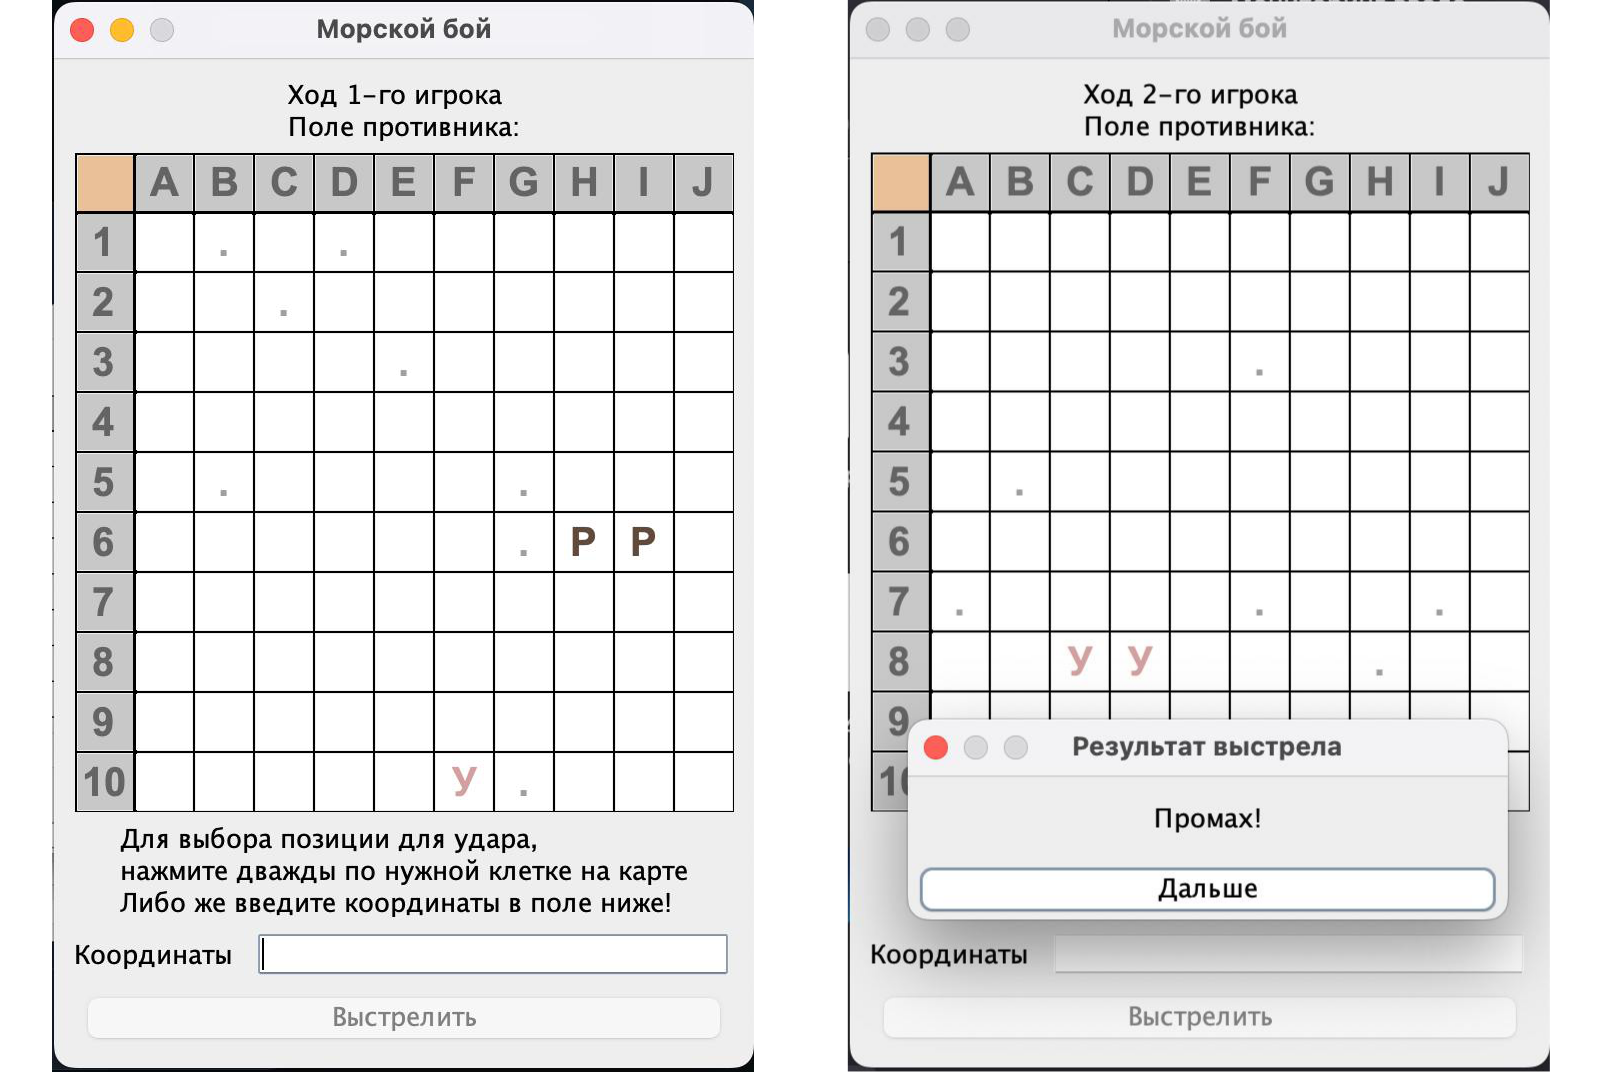 Морской бой
Ход 1-го игрока
Поле противника:
A B C D E F G H I J
1 . .
2 .
3 .
4
5 . .
6 . Р Р
7
8
9
10 У .
Для выбора позиции для удара,
нажмите дважды по нужной клетке на карте
Либо же введите координаты в поле ниже!
Координаты
Выстрелить
Морской бой
Ход 2-го игрока
Поле противника:
A B C D E F G H I J
1
2
3 .
4
5 .
6
7 . . .
8 У У .
9
Результат выстрела
Промах!
Дальше
Координаты
Выстрелить